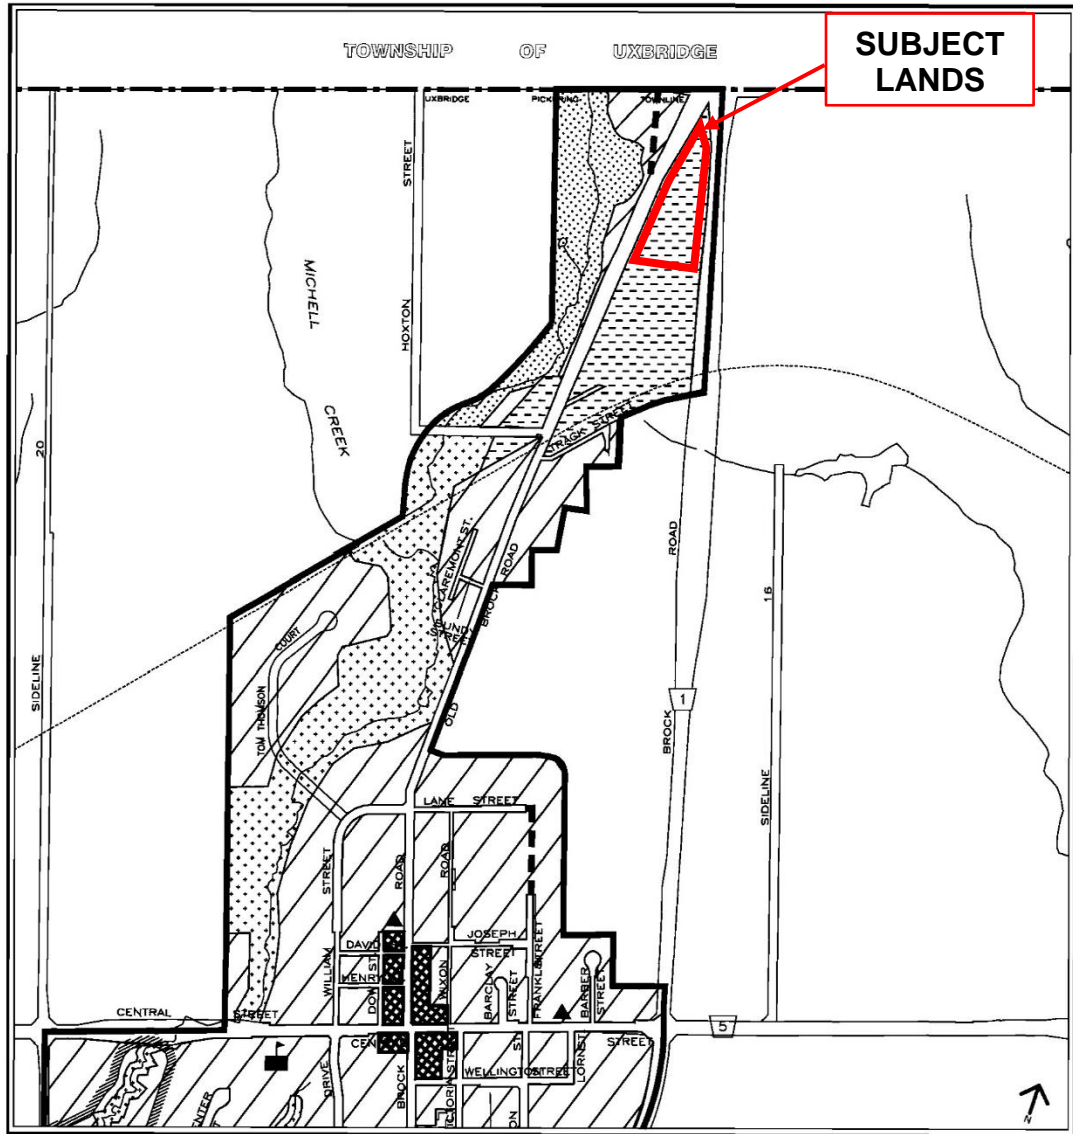 TOWNSHIP OF UXBRIDGE
SUBJECT
LANDS
UXBRIDGE PICKERING TOWNLINE
HOXTON STREET
MICHELL
CREEK
SIDELINE 20
TRACK STREET
CLAREMONT ST.
BUNDY
STREET
OLD BROCK ROAD
BROCK ROAD
1
SIDELINE 16
TOM THOMSON
COURT
LANE STREET
WILLIAM STREET
ROAD
ROAD
WIXON
JOSEPH
STREET
DAVID
HENRY
DOW ST.
BARCLAY
STREET
FRANKLIN STREET
BARBER
STREET
CENTRAL STREET
5
STREET
WELLINGTON STREET
LORN ST.
DRIVE
BROCK
ST
N